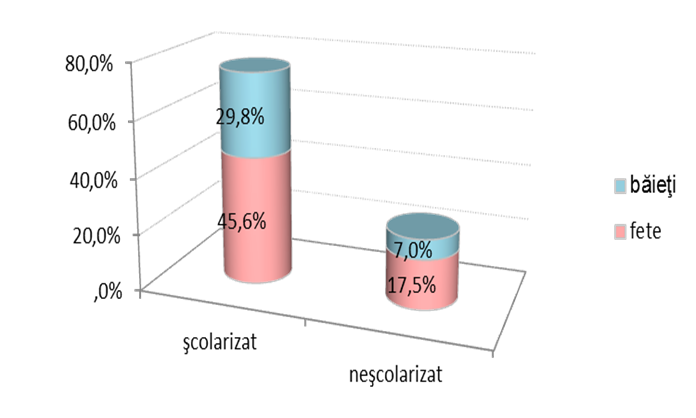 80,0%
60,0%
40,0%
20,0%
,0%
29,8%
45,6%
7,0%
17,5%
şcolarizat
neşcolarizat
băieţi
fete